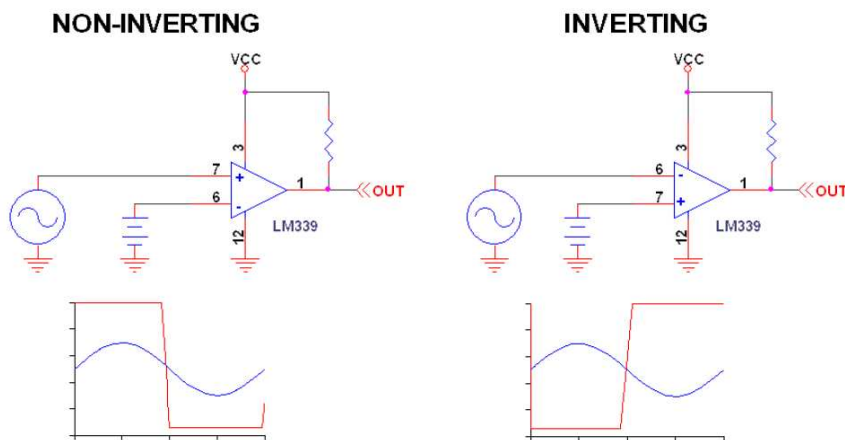 NON-INVERTING
VCC
3
7
+
1
OUT
6
-
12
LM339
INVERTING
VCC
3
6
-
1
OUT
7
+
12
LM339